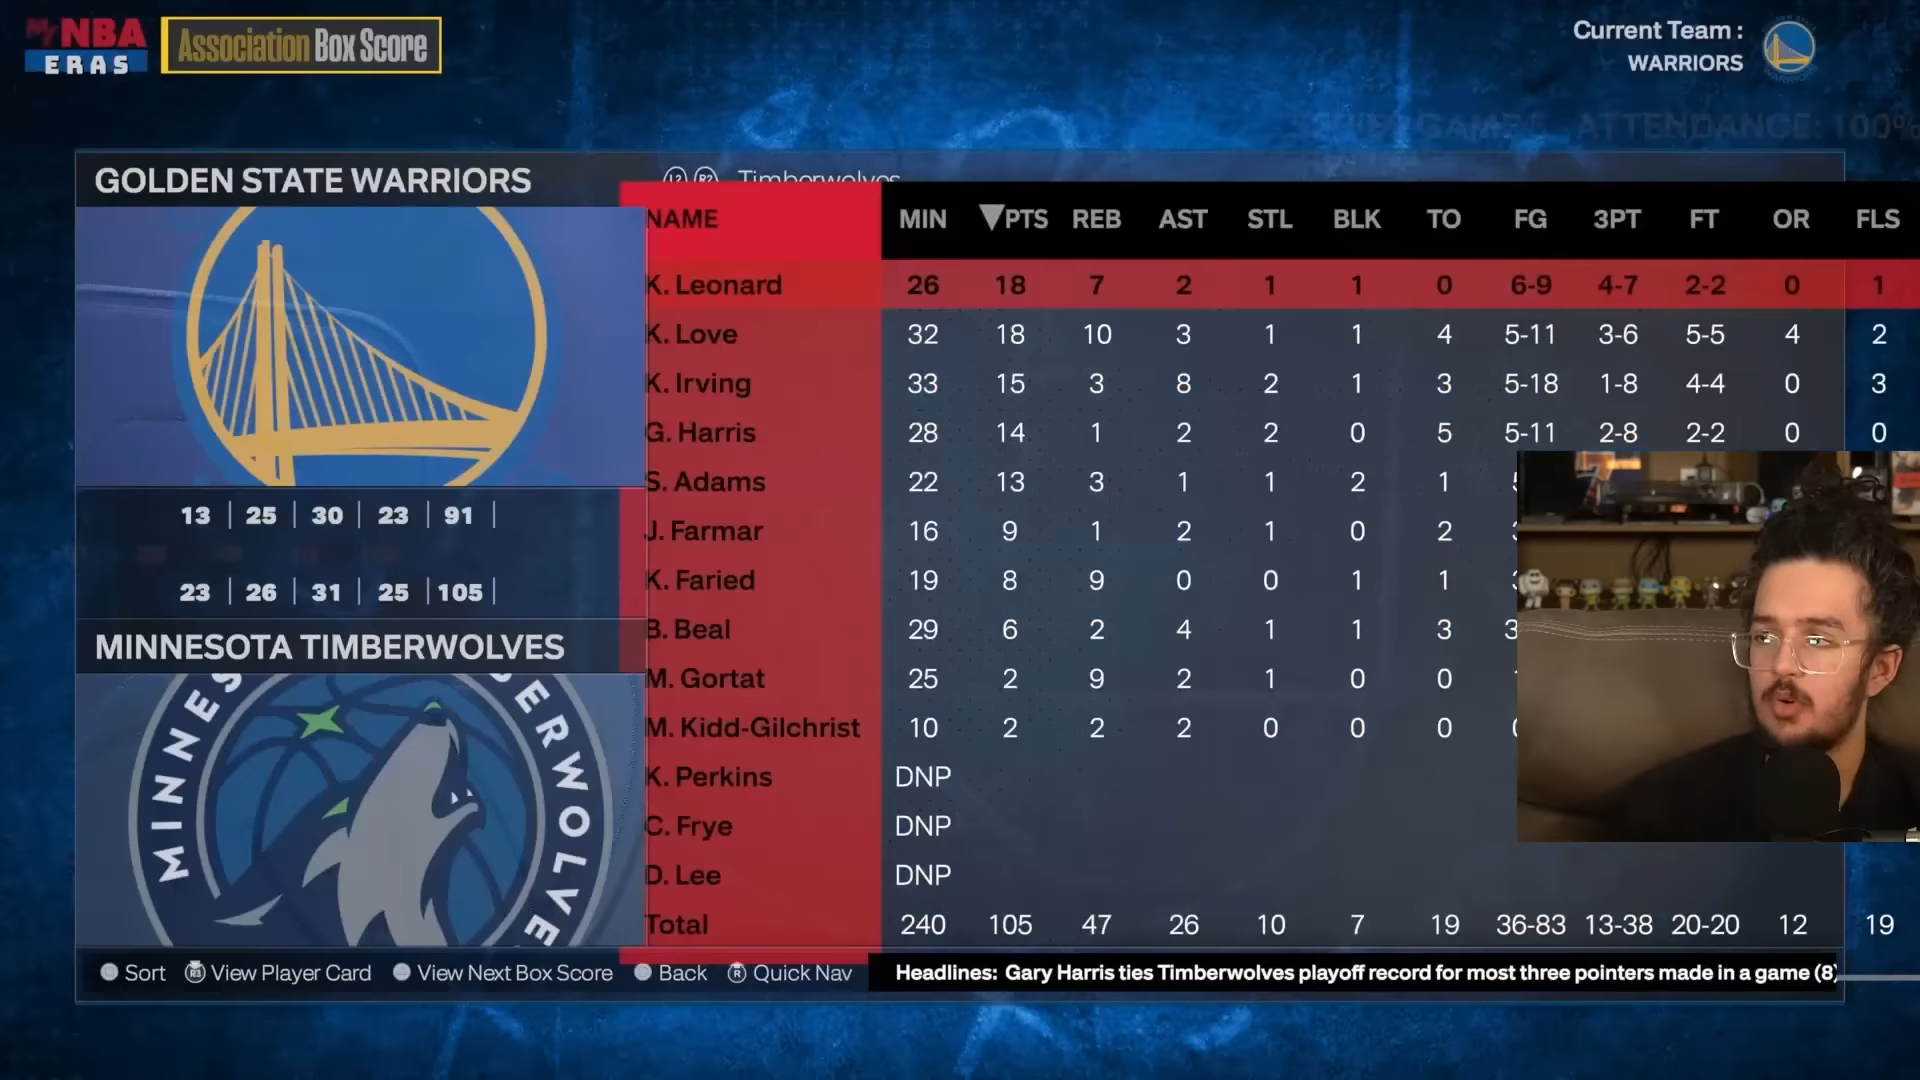 MyNBA
ERAS
Association Box Score
Current Team :
WARRIORS
ATTENDANCE: 100%
GOLDEN STATE WARRIORS
L2 R2 Timberwolves
NAME MIN PTS REB AST STL BLK TO FG 3PT FT OR FLS
K. Leonard 26 18 7 2 1 1 0 6-9 4-7 2-2 0 1
K. Love 32 18 10 3 1 1 4 5-11 3-6 5-5 4 2
K. Irving 33 15 3 8 2 1 3 5-18 1-8 4-4 0 3
G. Harris 28 14 1 2 2 0 5 5-11 2-8 2-2 0 0
S. Adams 22 13 3 1 1 2 1
J. Farmar 16 9 1 2 1 0 2
K. Faried 19 8 9 0 0 1 1
B. Beal 29 6 2 4 1 1 3 3
M. Gortat 25 2 9 2 1 0 0
M. Kidd-Gilchrist 10 2 2 2 0 0 0
K. Perkins DNP
C. Frye DNP
D. Lee DNP
Total 240 105 47 26 10 7 19 36-83 13-38 20-20 12 19
13 | 25 | 30 | 23 | 91 |
23 | 26 | 31 | 25 | 105 |
MINNESOTA TIMBERWOLVES
Sort R3 View Player Card View Next Box Score Back R Quick Nav
Headlines: Gary Harris ties Timberwolves playoff record for most three pointers made in a game (8)